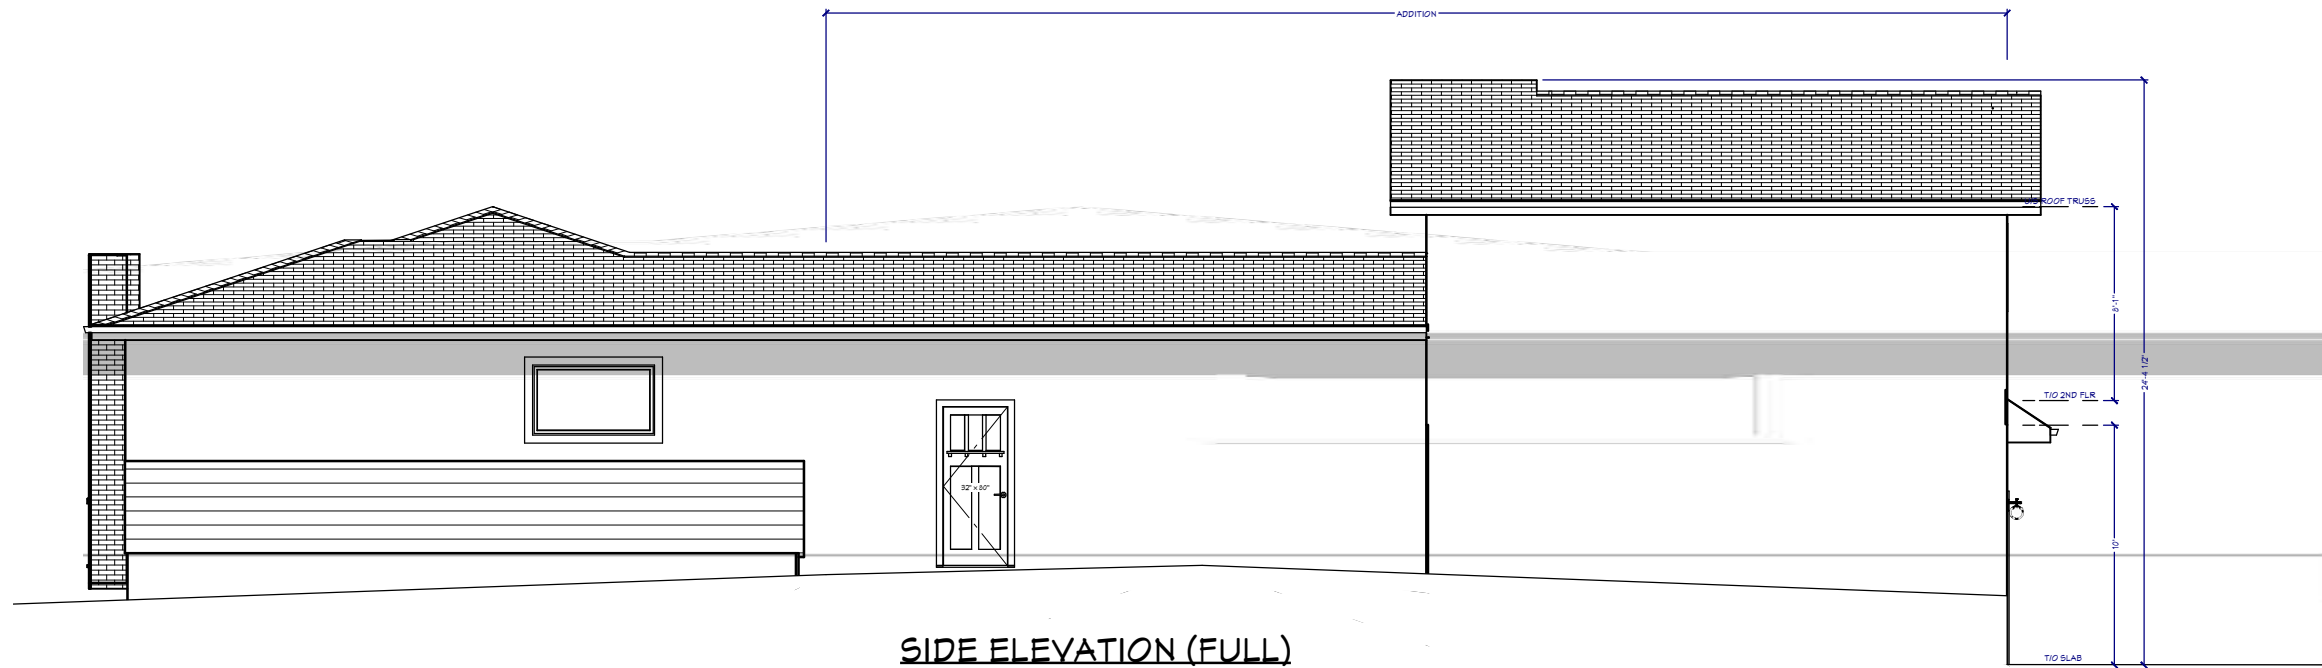 ADDITION
ROOF TRUSS
8'-1"
24'-4 1/2"
T/O 2ND FLR
32" x 80"
10'
SIDE ELEVATION (FULL)
T/O SLAB